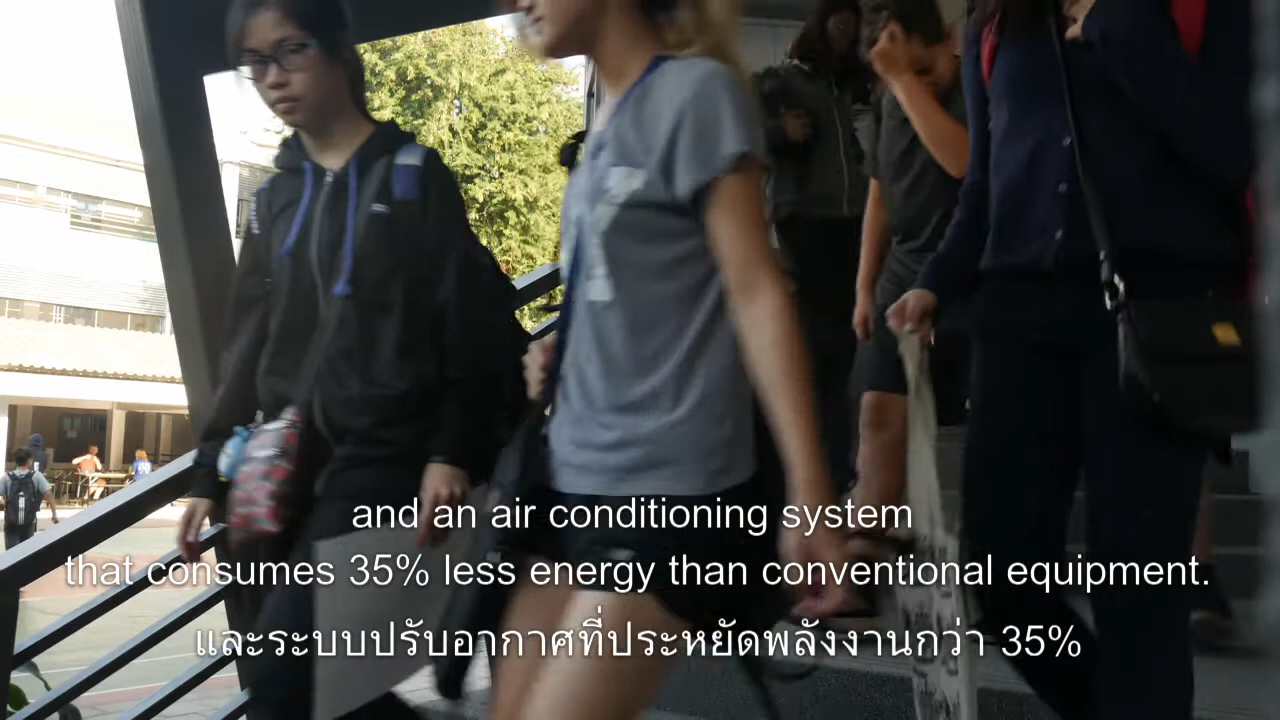 and an air conditioning system
that consumes 35% less energy than conventional equipment.
และระบบปรับอากาศที่ประหยัดพลังงานกว่า 35%